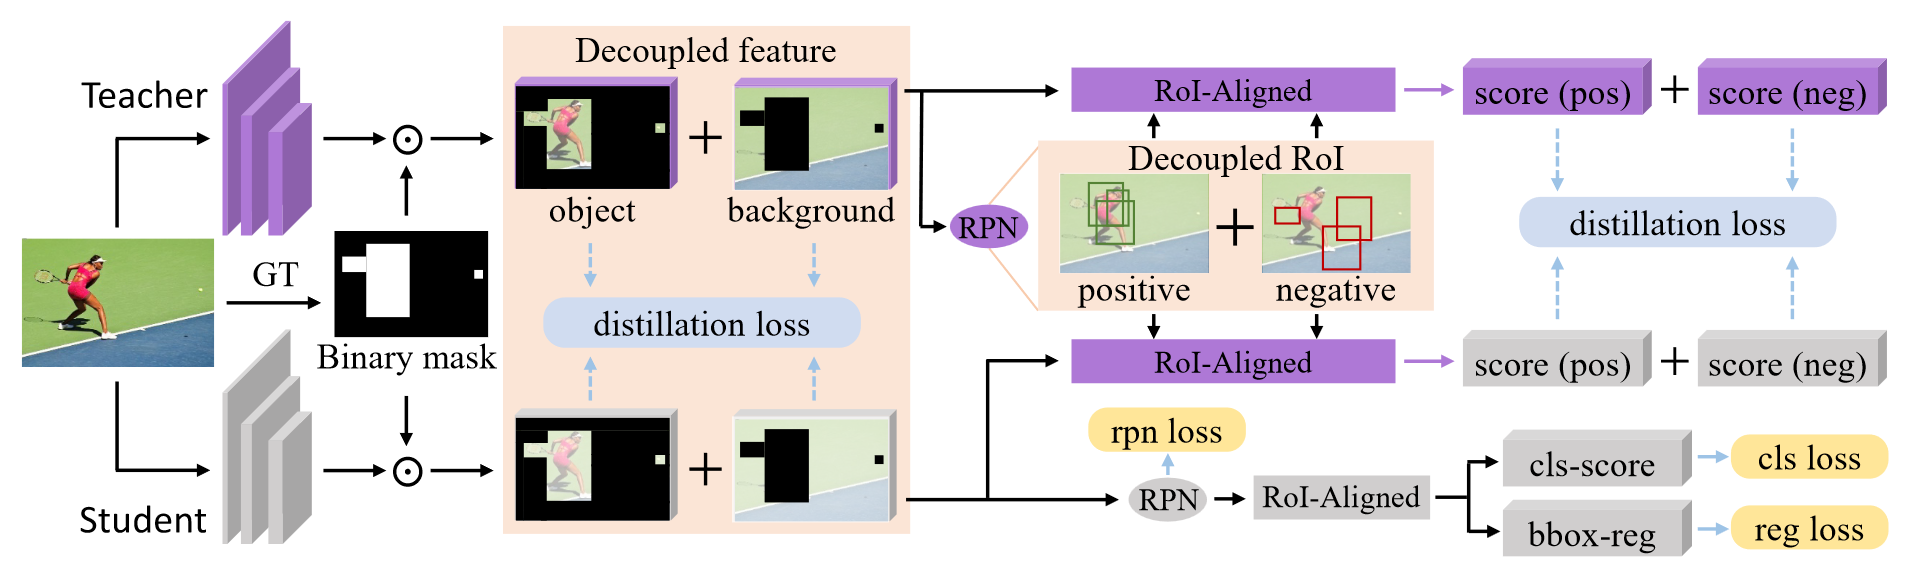 Teacher
GT
Binary mask
Student
Decoupled feature
+
object
background
distillation loss
+
RoI-Aligned
RPN
Decoupled RoI
+
positive
negative
RoI-Aligned
score (pos) + score (neg)
distillation loss
score (pos) + score (neg)
rpn loss
RPN
RoI-Aligned
cls-score
cls loss
bbox-reg
reg loss